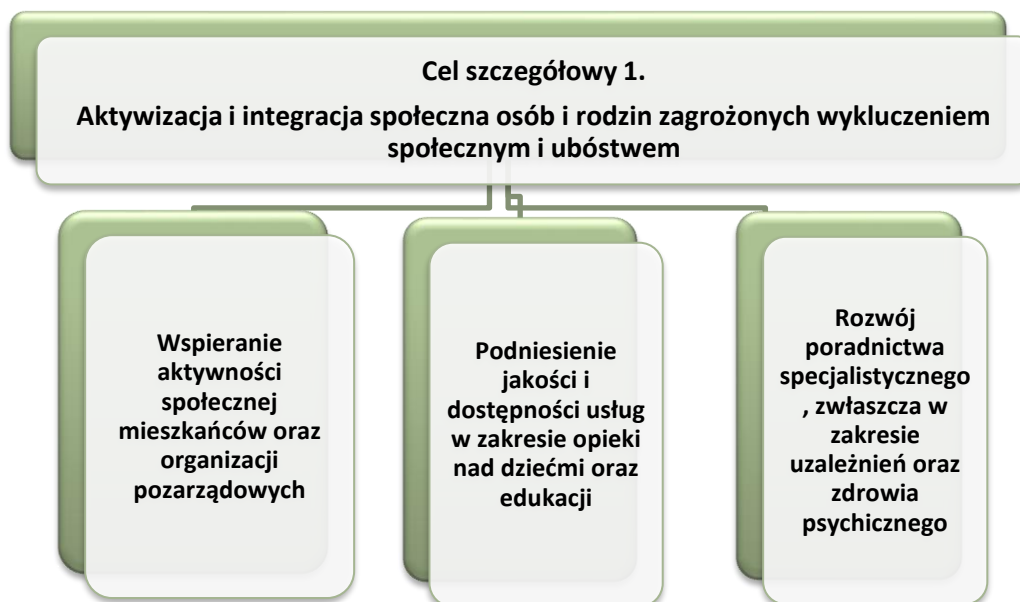 Cel szczegółowy 1.
Aktywizacja i integracja społeczna osób i rodzin zagrożonych wykluczeniem
społecznym i ubóstwem
Wspieranie
aktywności
społecznej
mieszkańców oraz
organizacji
pozarządowych
Podniesienie
jakości i
dostępności usług
w zakresie opieki
nad dziećmi oraz
edukacji
Rozwój
poradnictwa
specjalistycznego
, zwłaszcza w
zakresie
uzależnień oraz
zdrowia
psychicznego